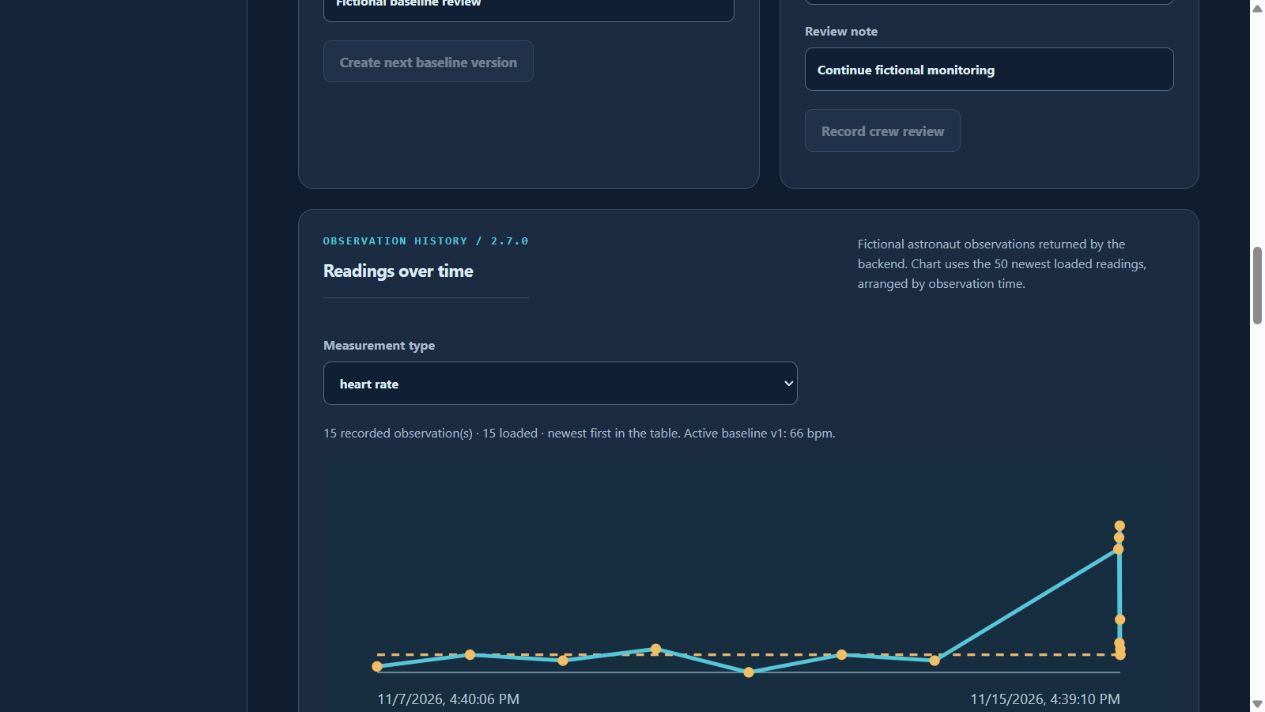 Fictional baseline review
Create next baseline version
Review note
Continue fictional monitoring
Record crew review
OBSERVATION HISTORY / 2.7.0
Readings over time
Fictional astronaut observations returned by the
backend. Chart uses the 50 newest loaded readings,
arranged by observation time.
Measurement type
heart rate
15 recorded observation(s) · 15 loaded · newest first in the table. Active baseline v1: 66 bpm.
11/7/2026, 4:40:06 PM
11/15/2026, 4:39:10 PM